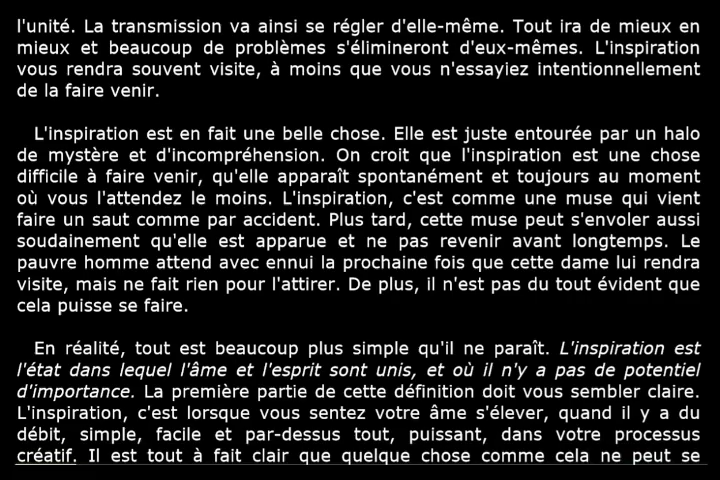 l'unité. La transmission va ainsi se régler d'elle-même. Tout ira de mieux en
mieux et beaucoup de problèmes s'élimineront d'eux-mêmes. L'inspiration
vous rendra souvent visite, à moins que vous n'essayiez intentionnellement
de la faire venir.
L'inspiration est en fait une belle chose. Elle est juste entourée par un halo
de mystère et d'incompréhension. On croit que l'inspiration est une chose
difficile à faire venir, qu'elle apparaît spontanément et toujours au moment
où vous l'attendez le moins. L'inspiration, c'est comme une muse qui vient
faire un saut comme par accident. Plus tard, cette muse peut s'envoler aussi
soudainement qu'elle est apparue et ne pas revenir avant longtemps. Le
pauvre homme attend avec ennui la prochaine fois que cette dame lui rendra
visite, mais ne fait rien pour l'attirer. De plus, il n'est pas du tout évident que
cela puisse se faire.
En réalité, tout est beaucoup plus simple qu'il ne paraît. L'inspiration est
l'état dans lequel l'âme et l'esprit sont unis, et où il n'y a pas de potentiel
d'importance. La première partie de cette définition doit vous sembler claire.
L'inspiration, c'est lorsque vous sentez votre âme s'élever, quand il y a du
débit, simple, facile et par-dessus tout, puissant, dans votre processus
créatif. Il est tout à fait clair que quelque chose comme cela ne peut se